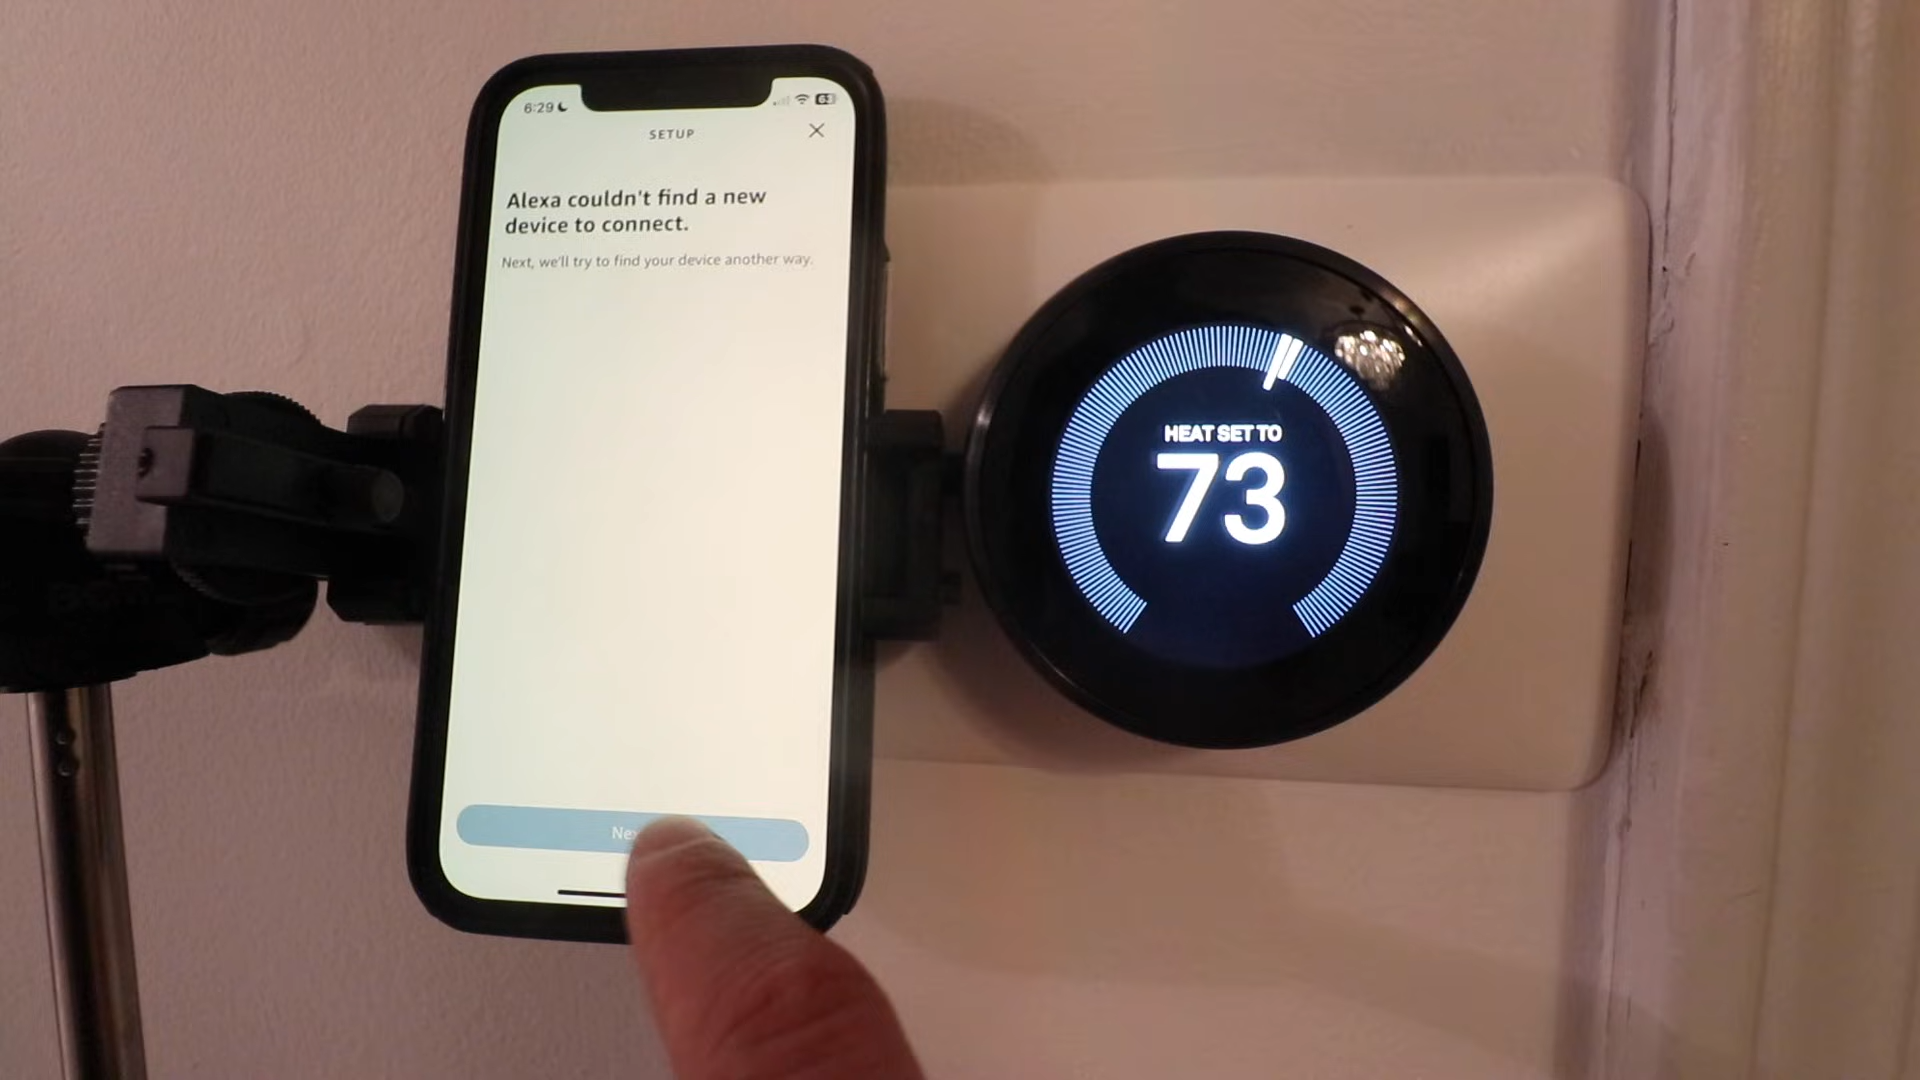 6:29
63
SETUP
Alexa couldn't find a new
device to connect.
Next, we'll try to find your device another way.
HEAT SET TO
73